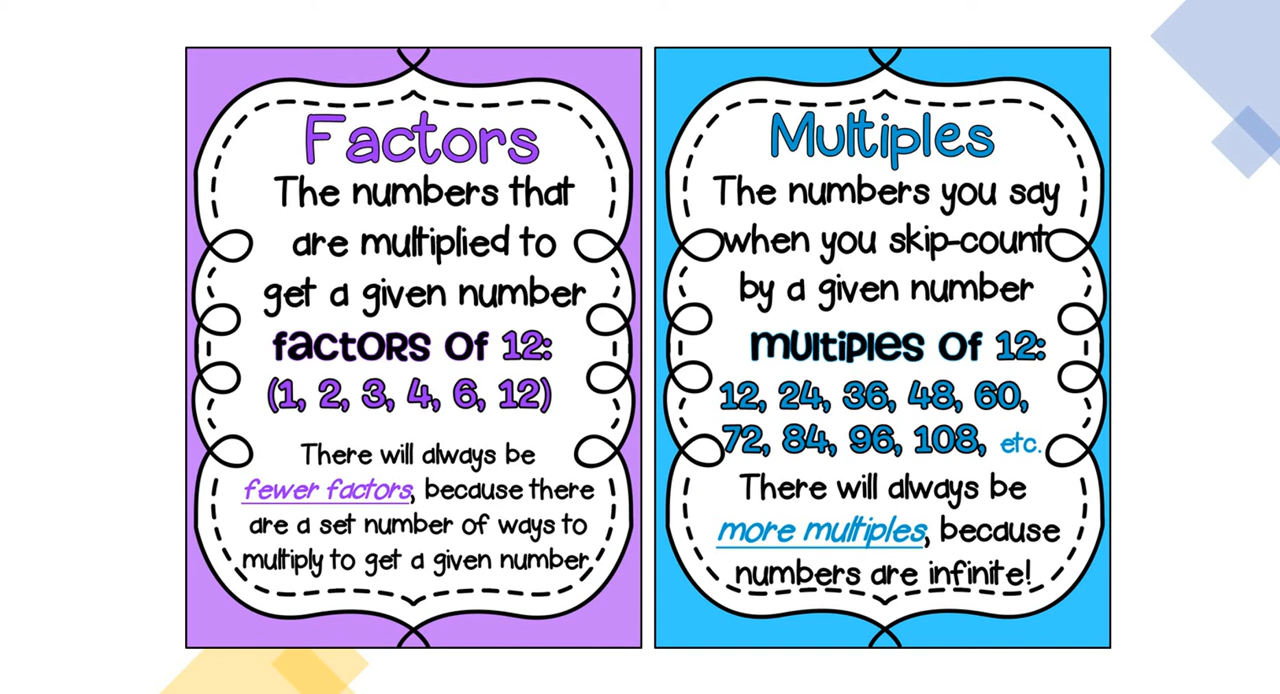 Factors
The numbers that
are multiplied to
get a given number
factors of 12:
(1, 2, 3, 4, 6, 12)
There will always be
fewer factors, because there
are a set number of ways to
multiply to get a given number.
Multiples
The numbers you say
when you skip-count
by a given number
multiples of 12:
12, 24, 36, 48, 60,
72, 84, 96, 108, etc.
There will always be
more multiples, because
numbers are infinite!